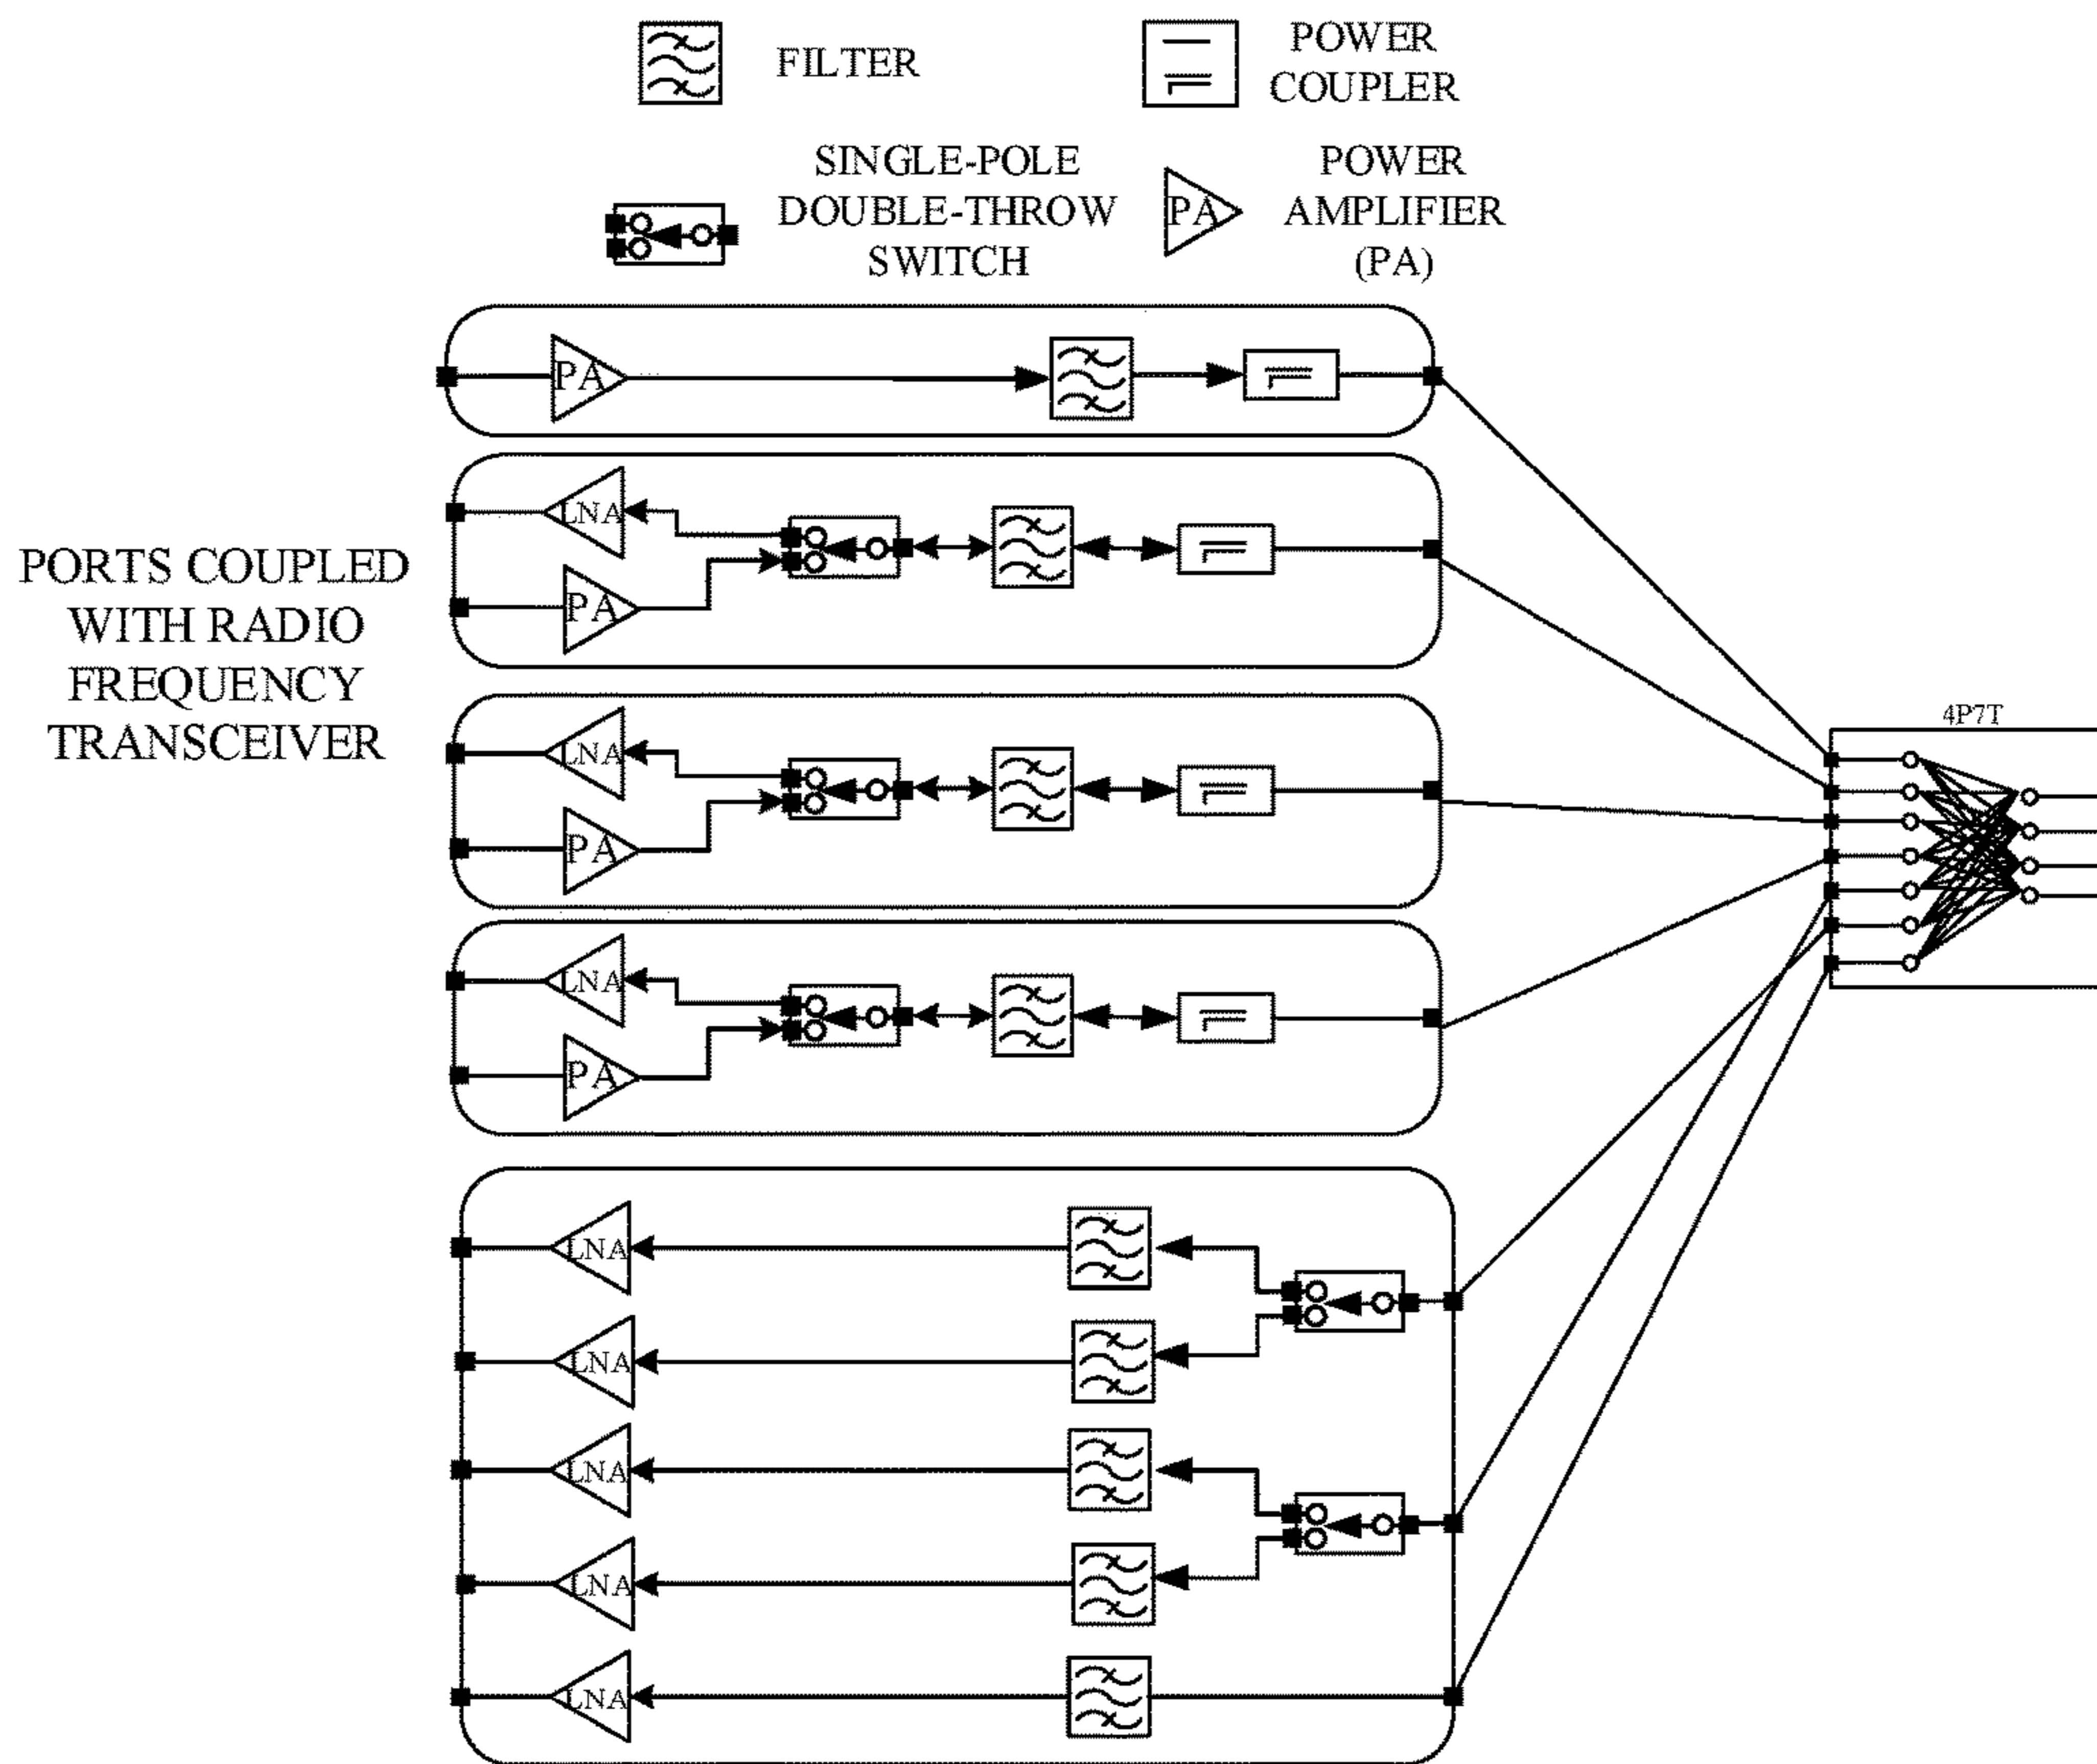 FILTER
POWER
COUPLER
SINGLE-POLE
DOUBLE-THROW
SWITCH
PA
POWER
AMPLIFIER
(PA)
PA
PORTS COUPLED
WITH RADIO
FREQUENCY
TRANSCEIVER
LNA
PA
LNA
PA
4P7T
LNA
PA
LNA
LNA
LNA
LNA
LNA